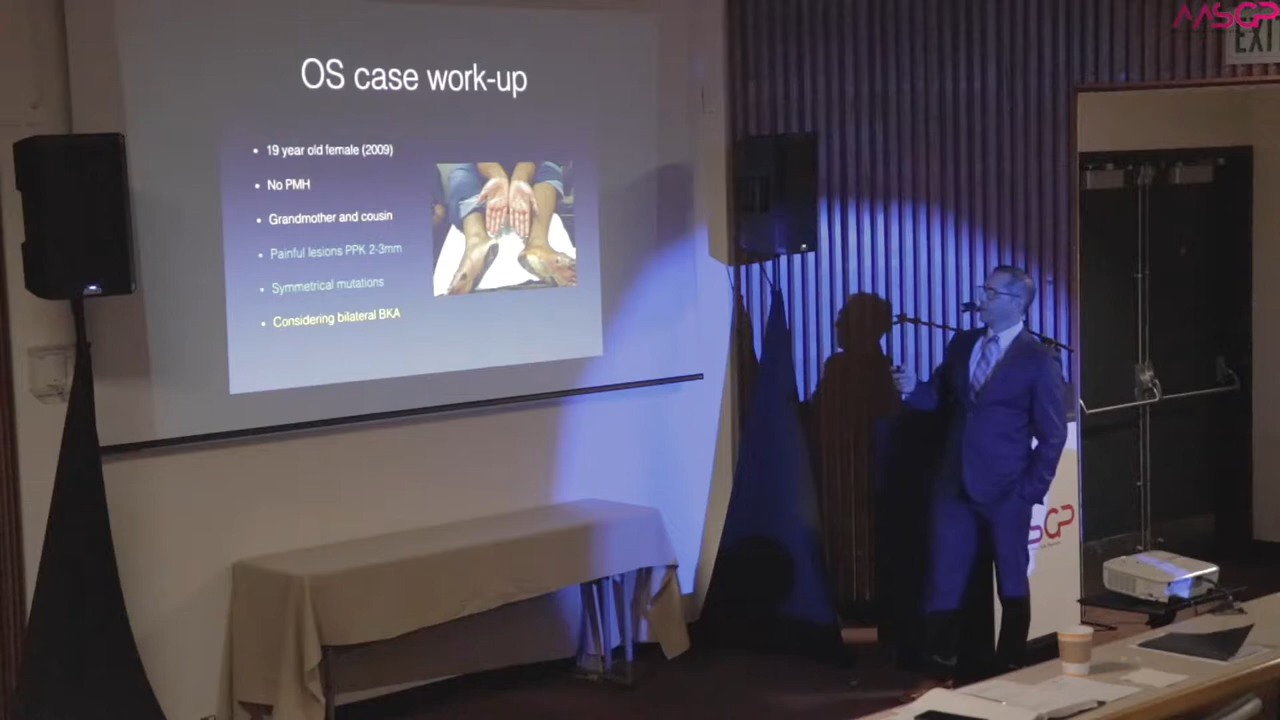 AASGP
EXIT
OS case work-up
• 19 year old female (2009)
• No PMH
• Grandmother and cousin
• Painful lesions PPK 2-3mm
• Symmetrical mutations
• Considering bilateral BKA
SGP